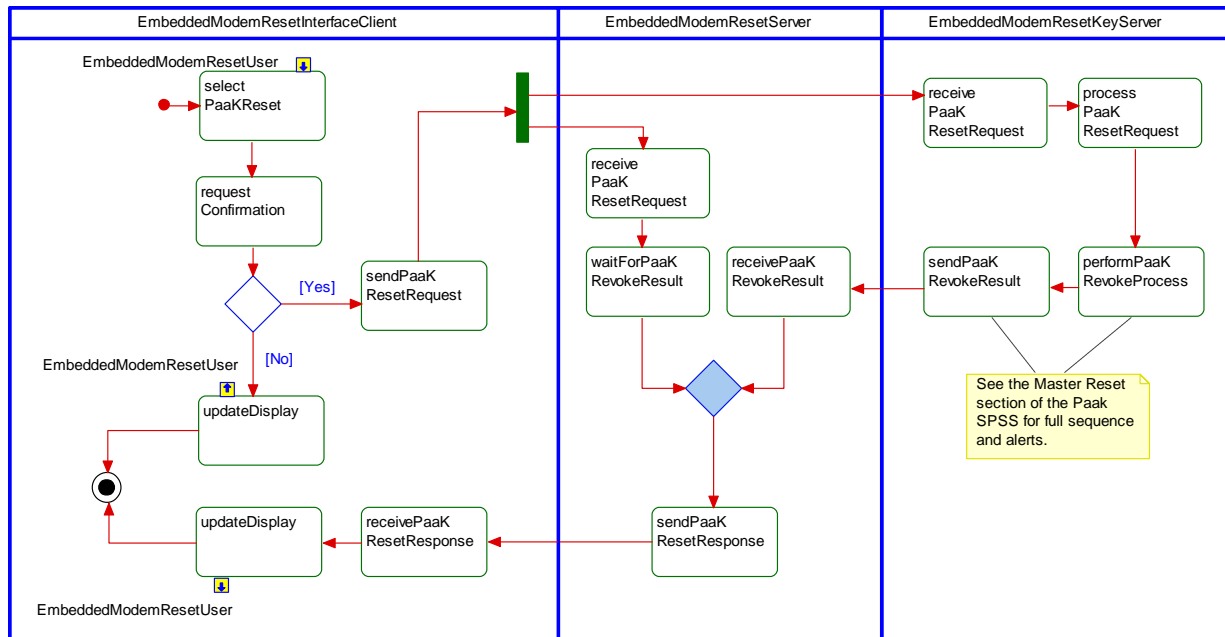 EmbeddedModemResetInterfaceClient
EmbeddedModemResetServer
EmbeddedModemResetKeyServer
EmbeddedModemResetUser
select
PaaKReset
request
Confirmation
[Yes]
sendPaaK
ResetRequest
[No]
EmbeddedModemResetUser
updateDisplay
updateDisplay
EmbeddedModemResetUser
receivePaaK
ResetResponse
receive
PaaK
ResetRequest
waitForPaaK
RevokeResult
receivePaaK
RevokeResult
sendPaaK
ResetResponse
receive
PaaK
ResetRequest
process
PaaK
ResetRequest
sendPaaK
RevokeResult
performPaaK
RevokeProcess
See the Master Reset
section of the Paak
SPSS for full sequence
and alerts.